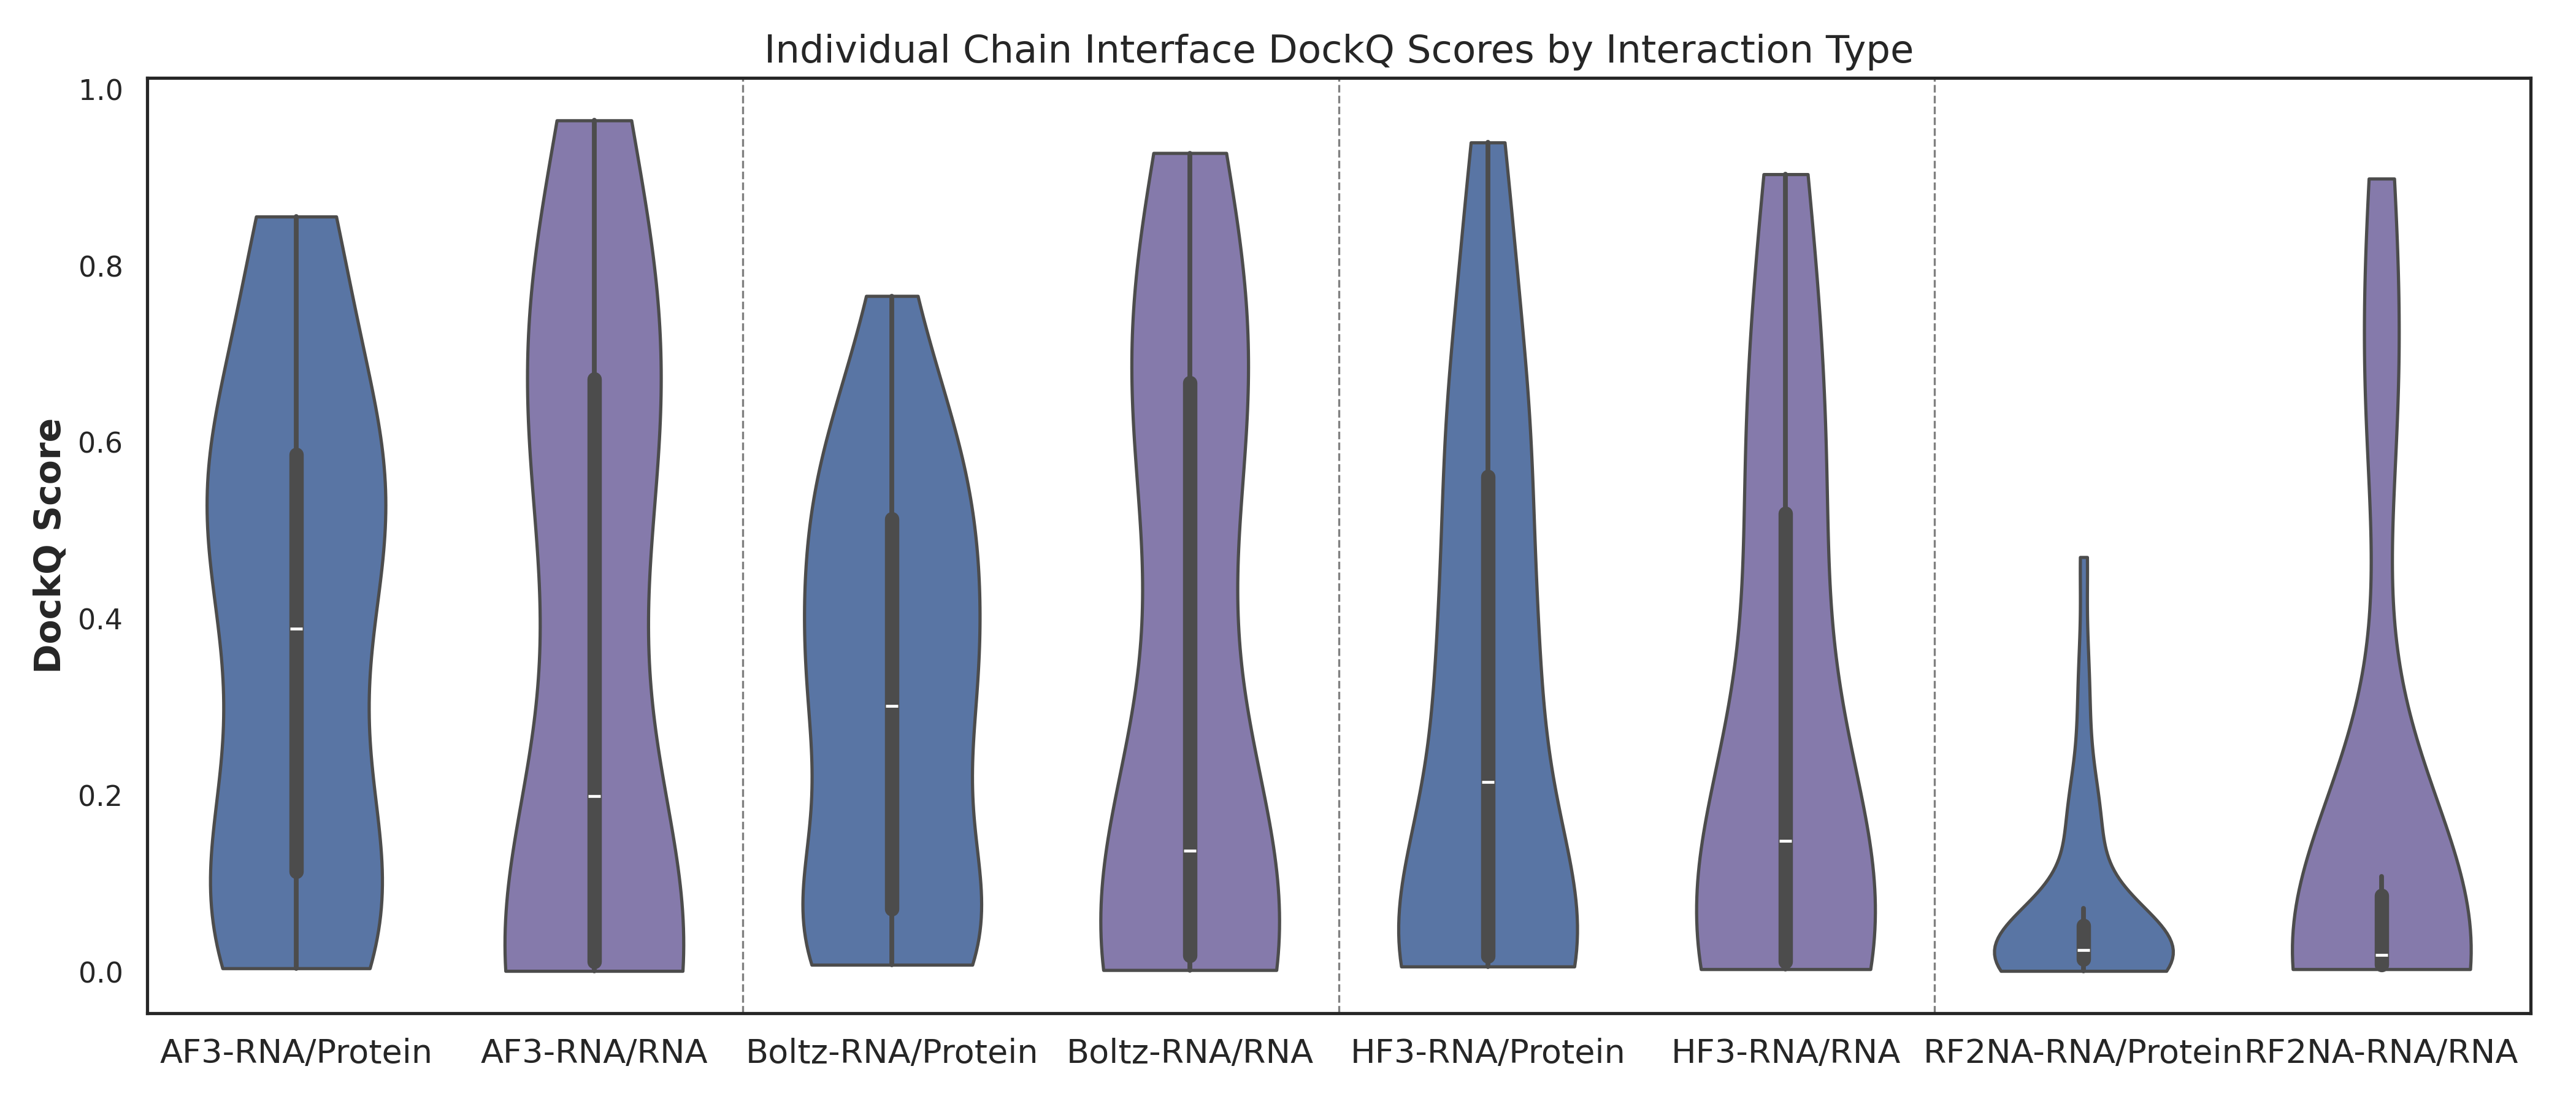 Individual Chain Interface DockQ Scores by Interaction Type
DockQ Score
1.0
0.8
0.6
0.4
0.2
0.0
AF3-RNA/Protein AF3-RNA/RNA Boltz-RNA/Protein Boltz-RNA/RNA HF3-RNA/Protein HF3-RNA/RNA RF2NA-RNA/Protein RF2NA-RNA/RNA